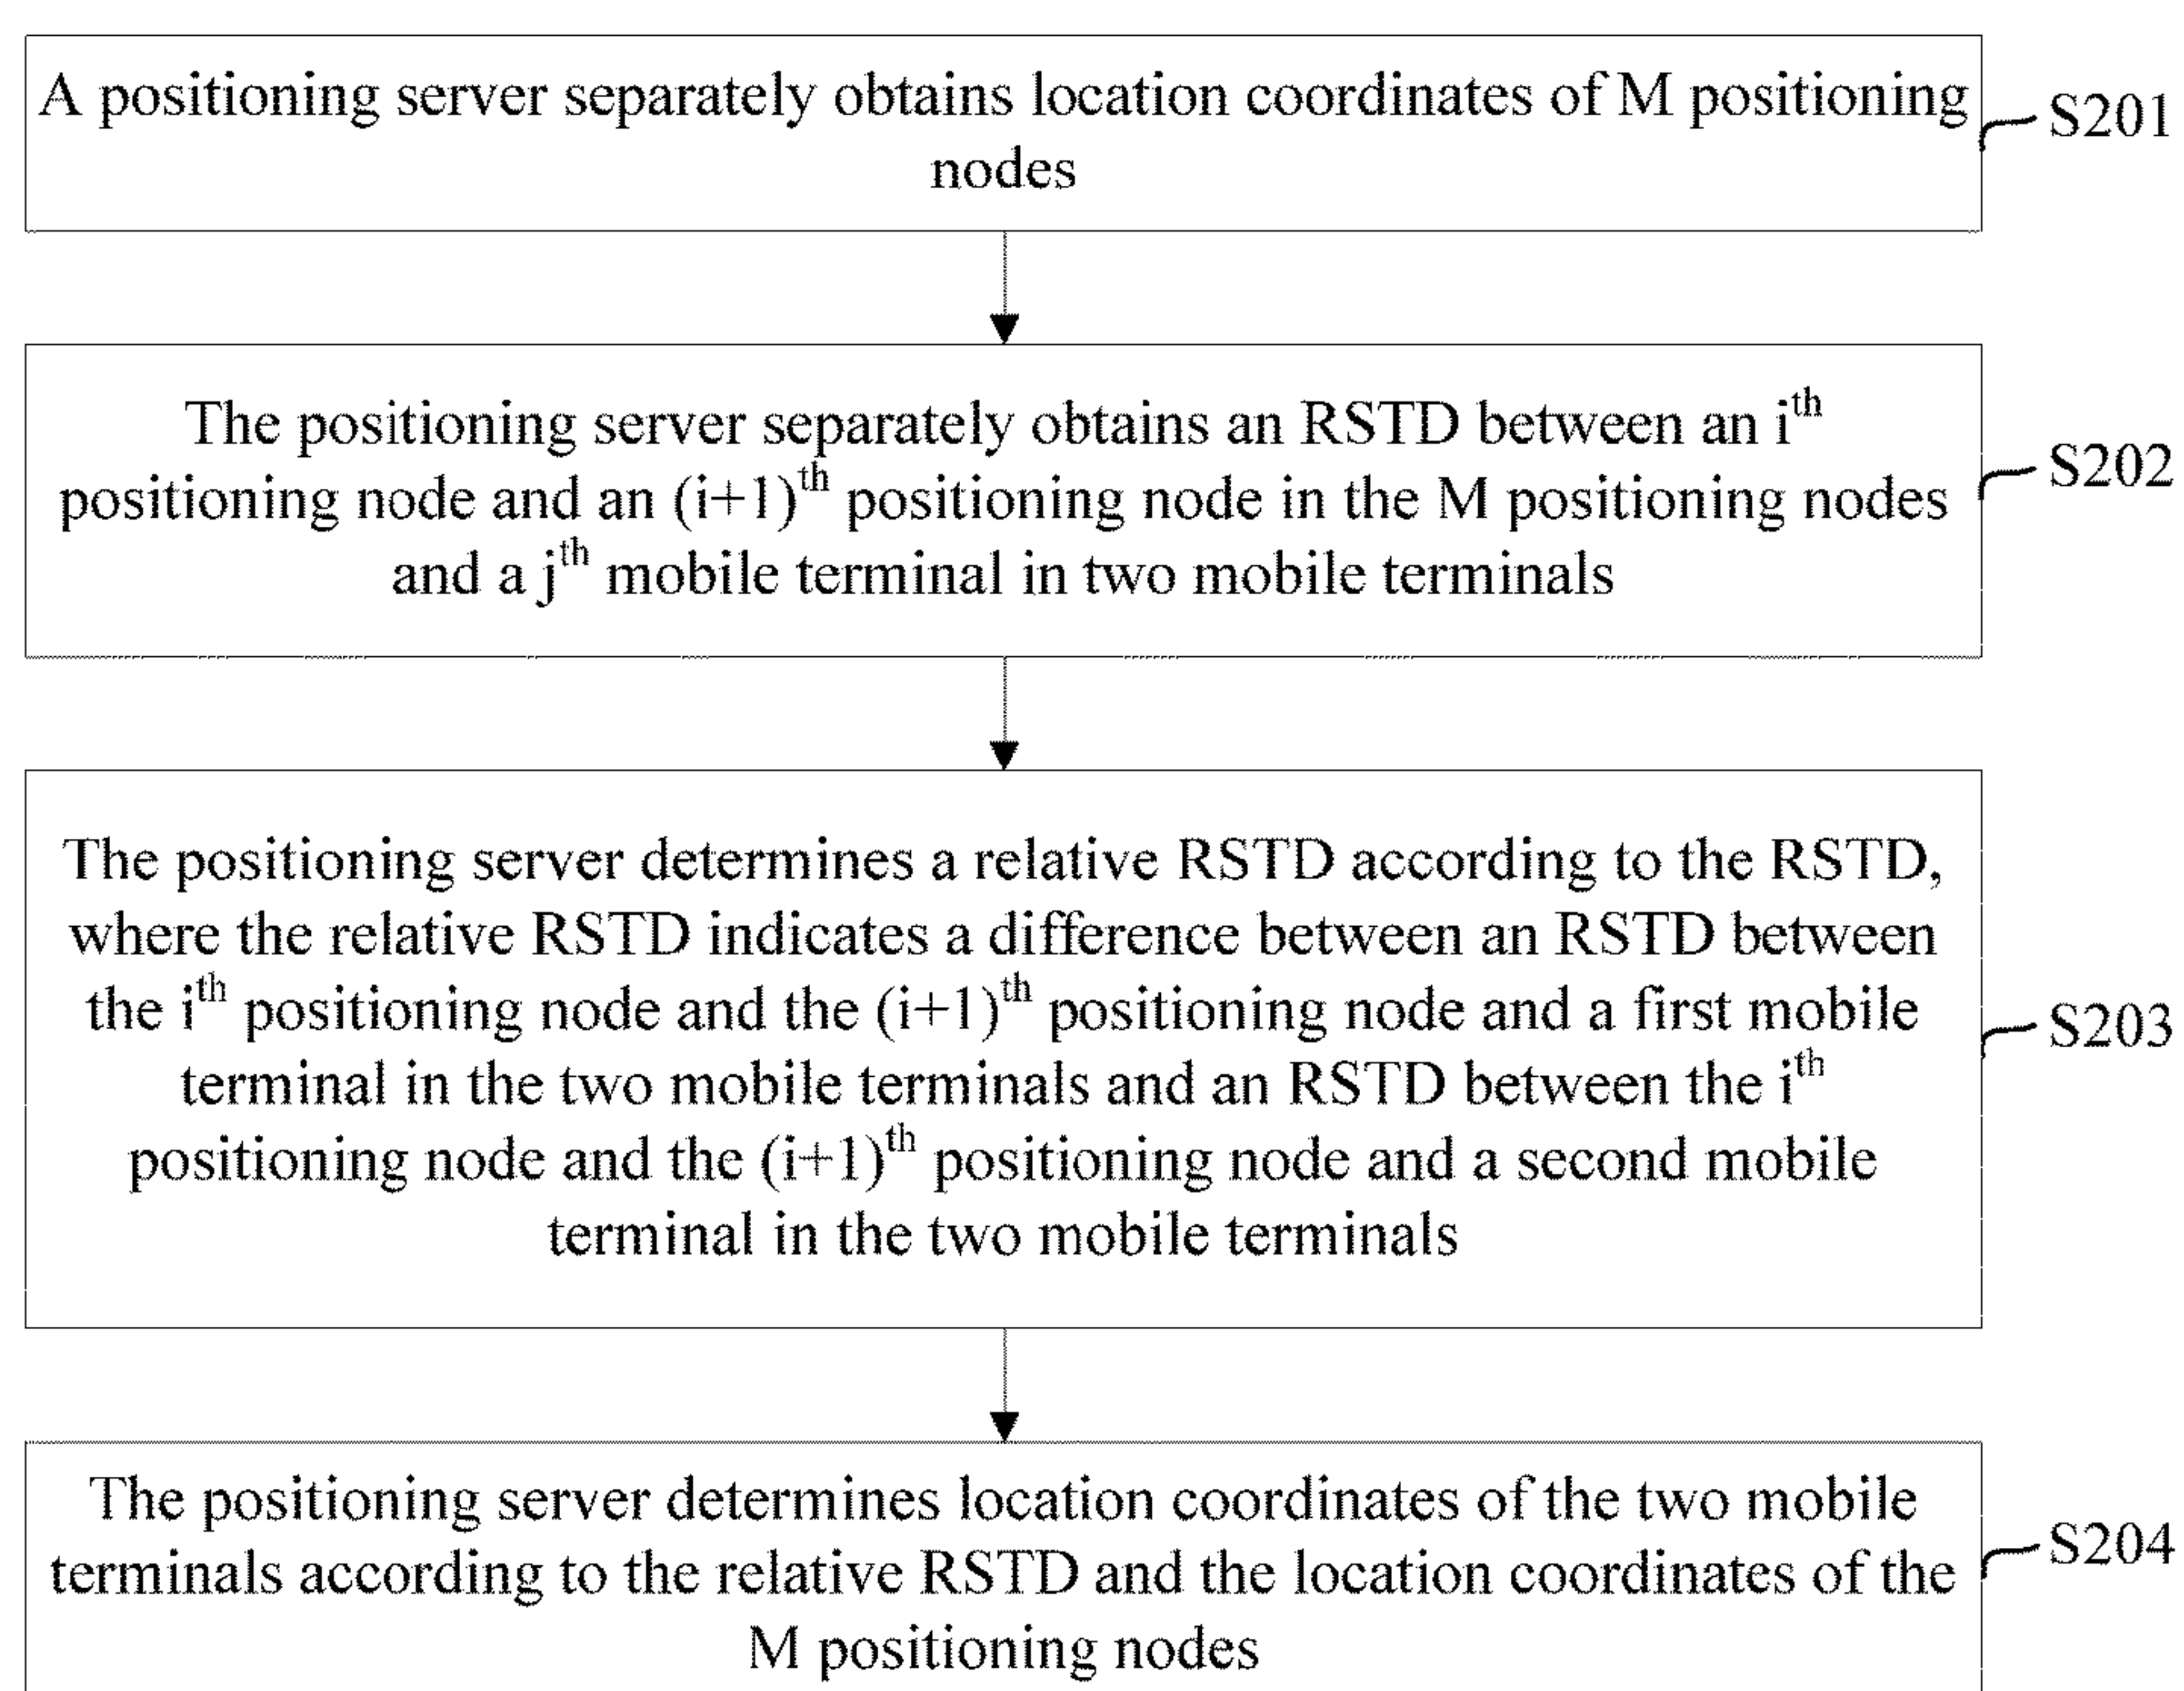 A positioning server separately obtains location coordinates of M positioning
nodes
S201
The positioning server separately obtains an RSTD between an i^th
positioning node and an (i+1)^th positioning node in the M positioning nodes
and a j^th mobile terminal in two mobile terminals
S202
The positioning server determines a relative RSTD according to the RSTD,
where the relative RSTD indicates a difference between an RSTD between
the i^th positioning node and the (i+1)^th positioning node and a first mobile
terminal in the two mobile terminals and an RSTD between the i^th
positioning node and the (i+1)^th positioning node and a second mobile
terminal in the two mobile terminals
S203
The positioning server determines location coordinates of the two mobile
terminals according to the relative RSTD and the location coordinates of the
M positioning nodes
S204